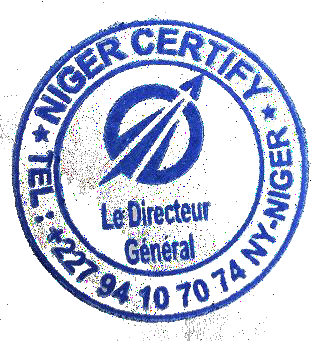 ★ NIGER CERTIFY ★
Le Directeur
Général
TEL : +227 94 10 70 74 NY-NIGER